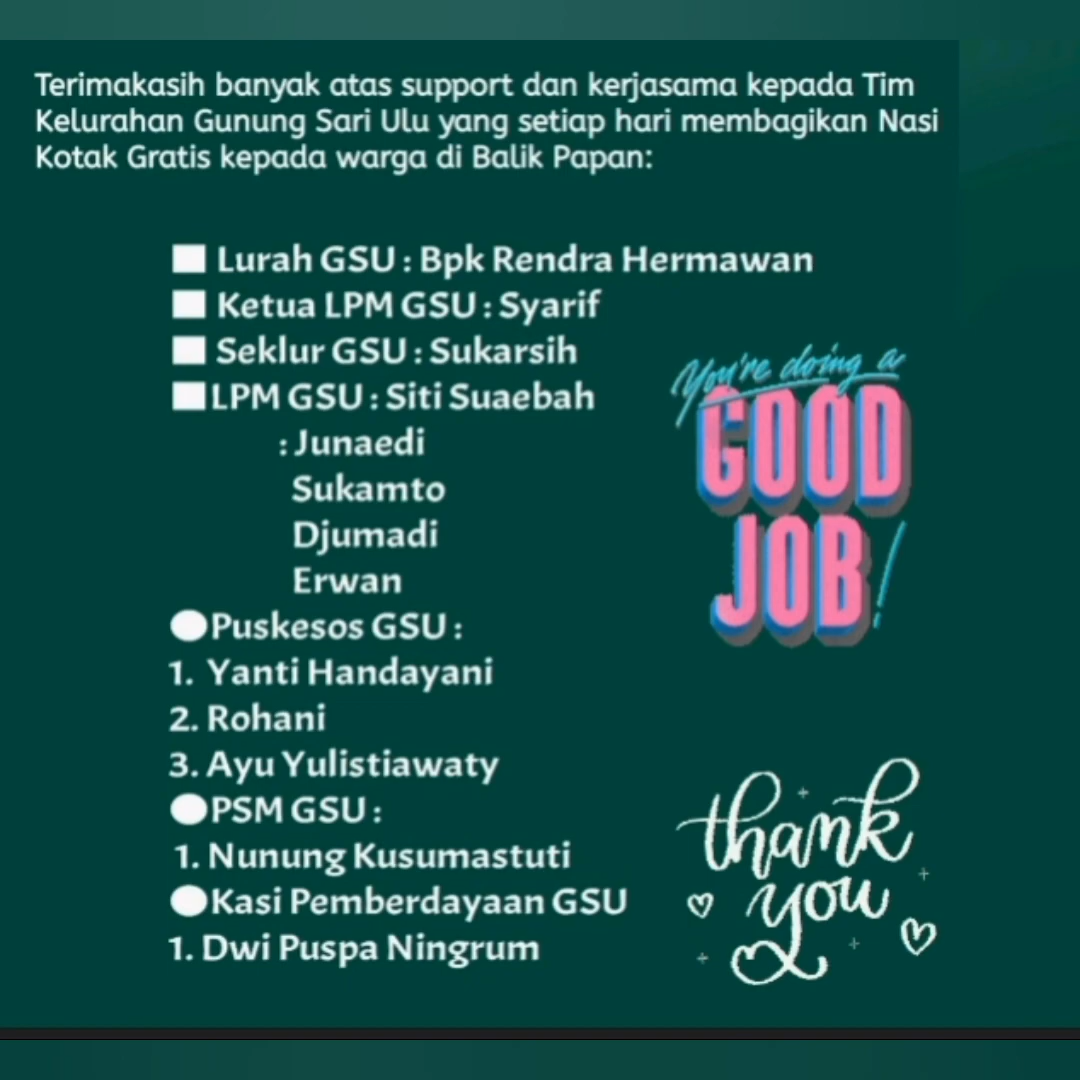 Terimakasih banyak atas support dan kerjasama kepada Tim
Kelurahan Gunung Sari Ulu yang setiap hari membagikan Nasi
Kotak Gratis kepada warga di Balik Papan:
Lurah GSU : Bpk Rendra Hermawan
Ketua LPM GSU : Syarif
Seklur GSU : Sukarsih
LPM GSU : Siti Suaebah
: Junaedi
Sukamto
Djumadi
Erwan
Puskesos GSU :
1. Yanti Handayani
2. Rohani
3. Ayu Yulistiawaty
PSM GSU :
1. Nunung Kusumastuti
Kasi Pemberdayaan GSU
1. Dwi Puspa Ningrum
You're doing a
GOOD
JOB!
thank
you